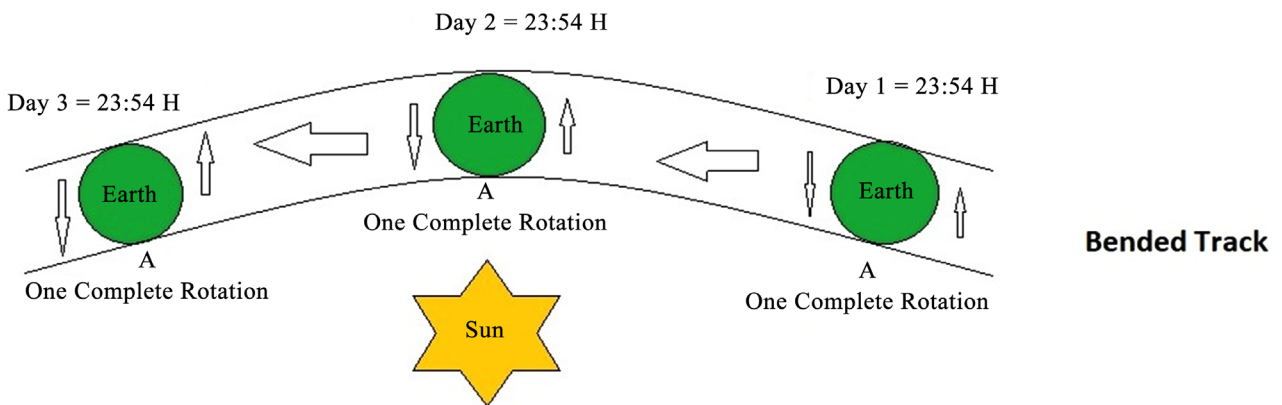 Day 2 = 23:54 H
Day 3 = 23:54 H
Day 1 = 23:54 H
Earth
Earth
Earth
A
One Complete Rotation
A
One Complete Rotation
A
One Complete Rotation
Bended Track
Sun